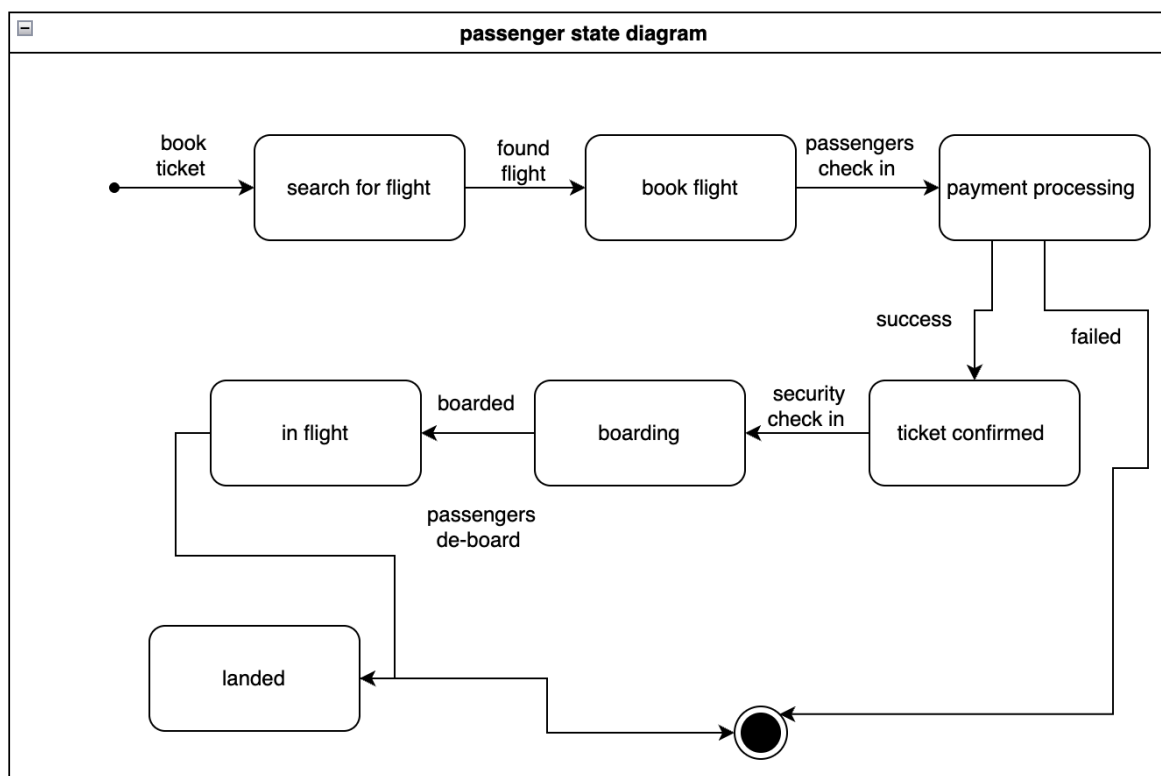 passenger state diagram
book
ticket
search for flight
found
flight
book flight
passengers
check in
payment processing
success
failed
in flight
boarded
boarding
security
check in
ticket confirmed
passengers
de-board
landed